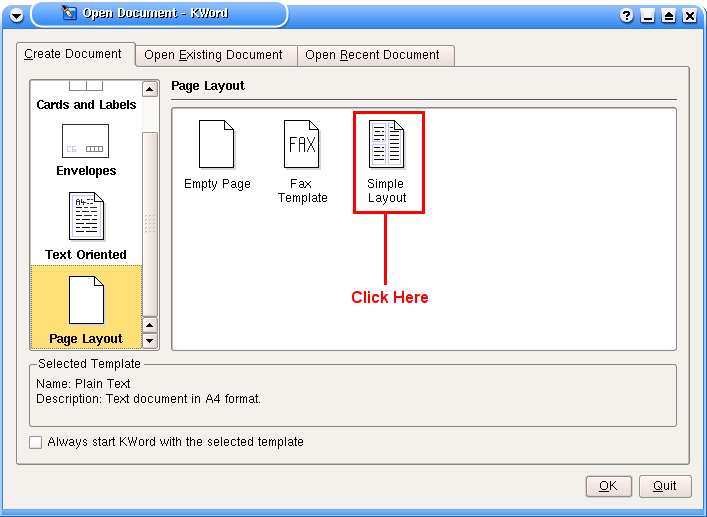 Open Document - KWord
Create Document
Open Existing Document
Open Recent Document
Cards and Labels
C6
Envelopes
A4--
Text Oriented
Page Layout
Page Layout
Empty Page
FAX
Fax
Template
Simple
Layout
Click Here
Selected Template
Name: Plain Text
Description: Text document in A4 format.
Always start KWord with the selected template
OK
Quit